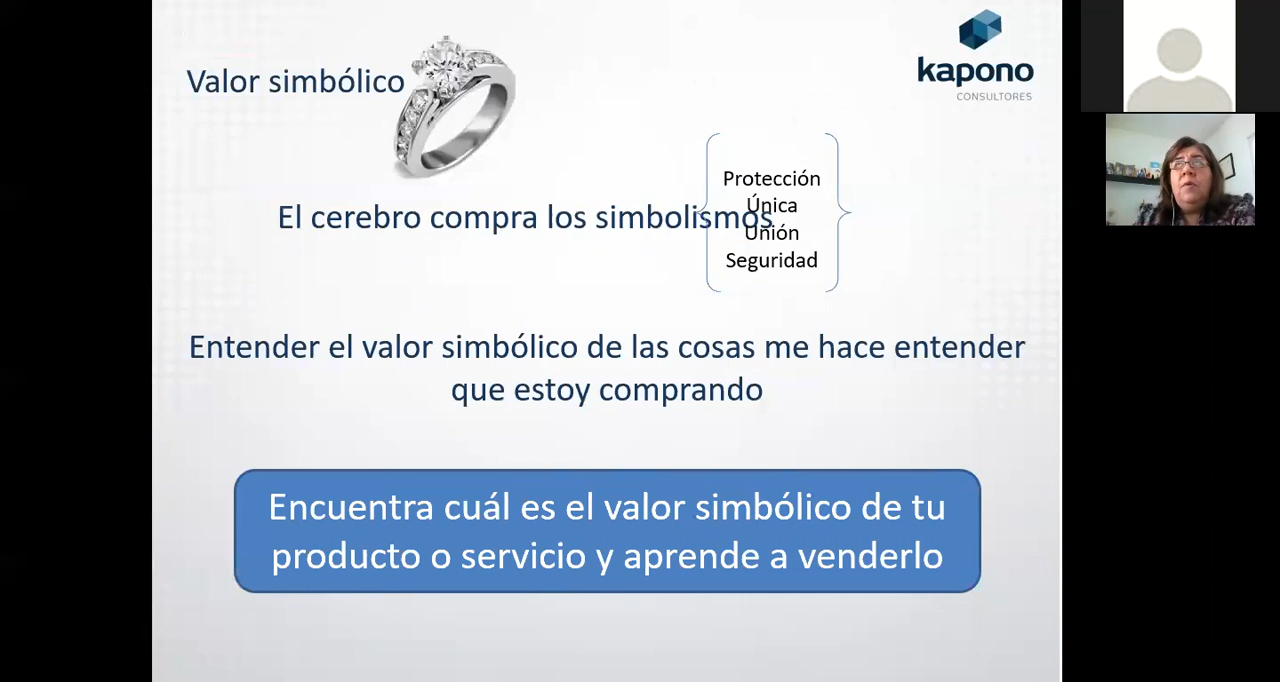 Valor simbólico
kapono
CONSULTORES
El cerebro compra los simbolismos
Protección
Única
Unión
Seguridad
Entender el valor simbólico de las cosas me hace entender
que estoy comprando
Encuentra cuál es el valor simbólico de tu
producto o servicio y aprende a venderlo